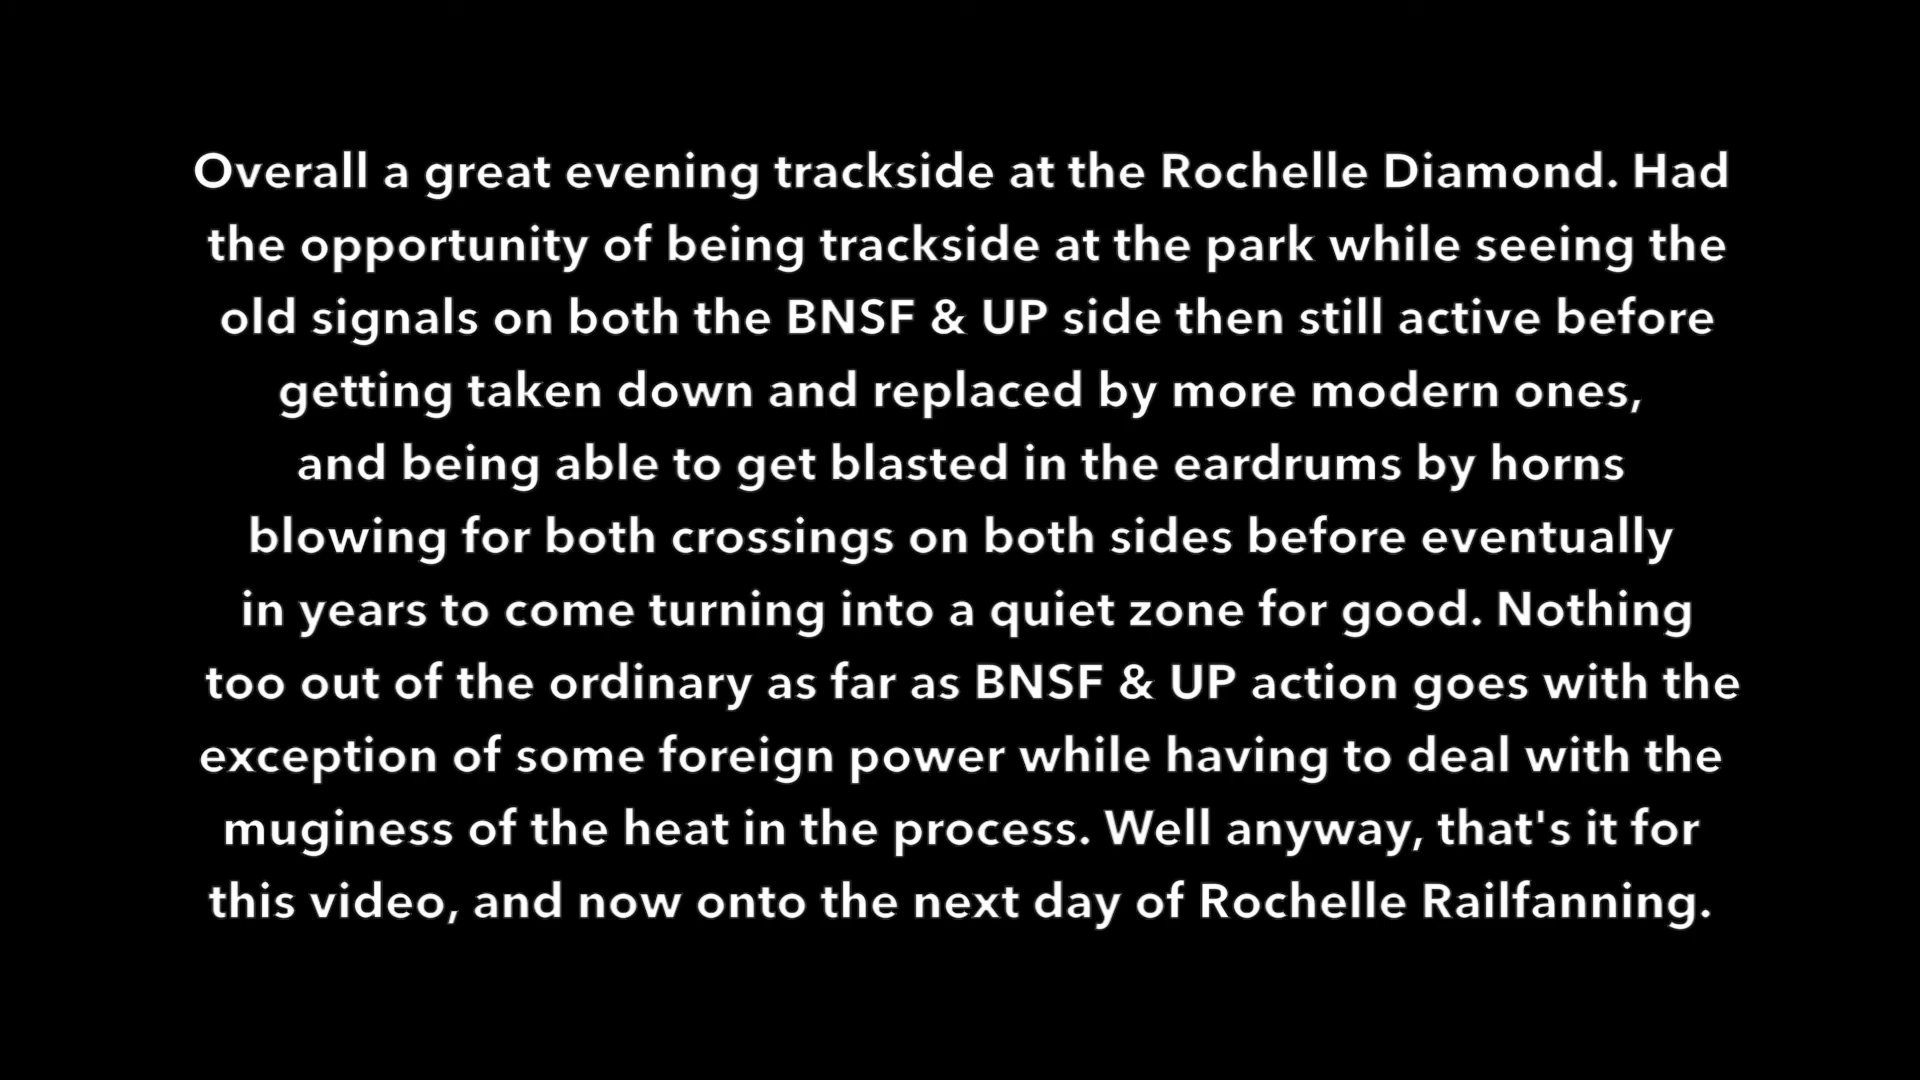 Overall a great evening trackside at the Rochelle Diamond. Had
the opportunity of being trackside at the park while seeing the
old signals on both the BNSF & UP side then still active before
getting taken down and replaced by more modern ones,
and being able to get blasted in the eardrums by horns
blowing for both crossings on both sides before eventually
in years to come turning into a quiet zone for good. Nothing
too out of the ordinary as far as BNSF & UP action goes with the
exception of some foreign power while having to deal with the
muginess of the heat in the process. Well anyway, that's it for
this video, and now onto the next day of Rochelle Railfanning.